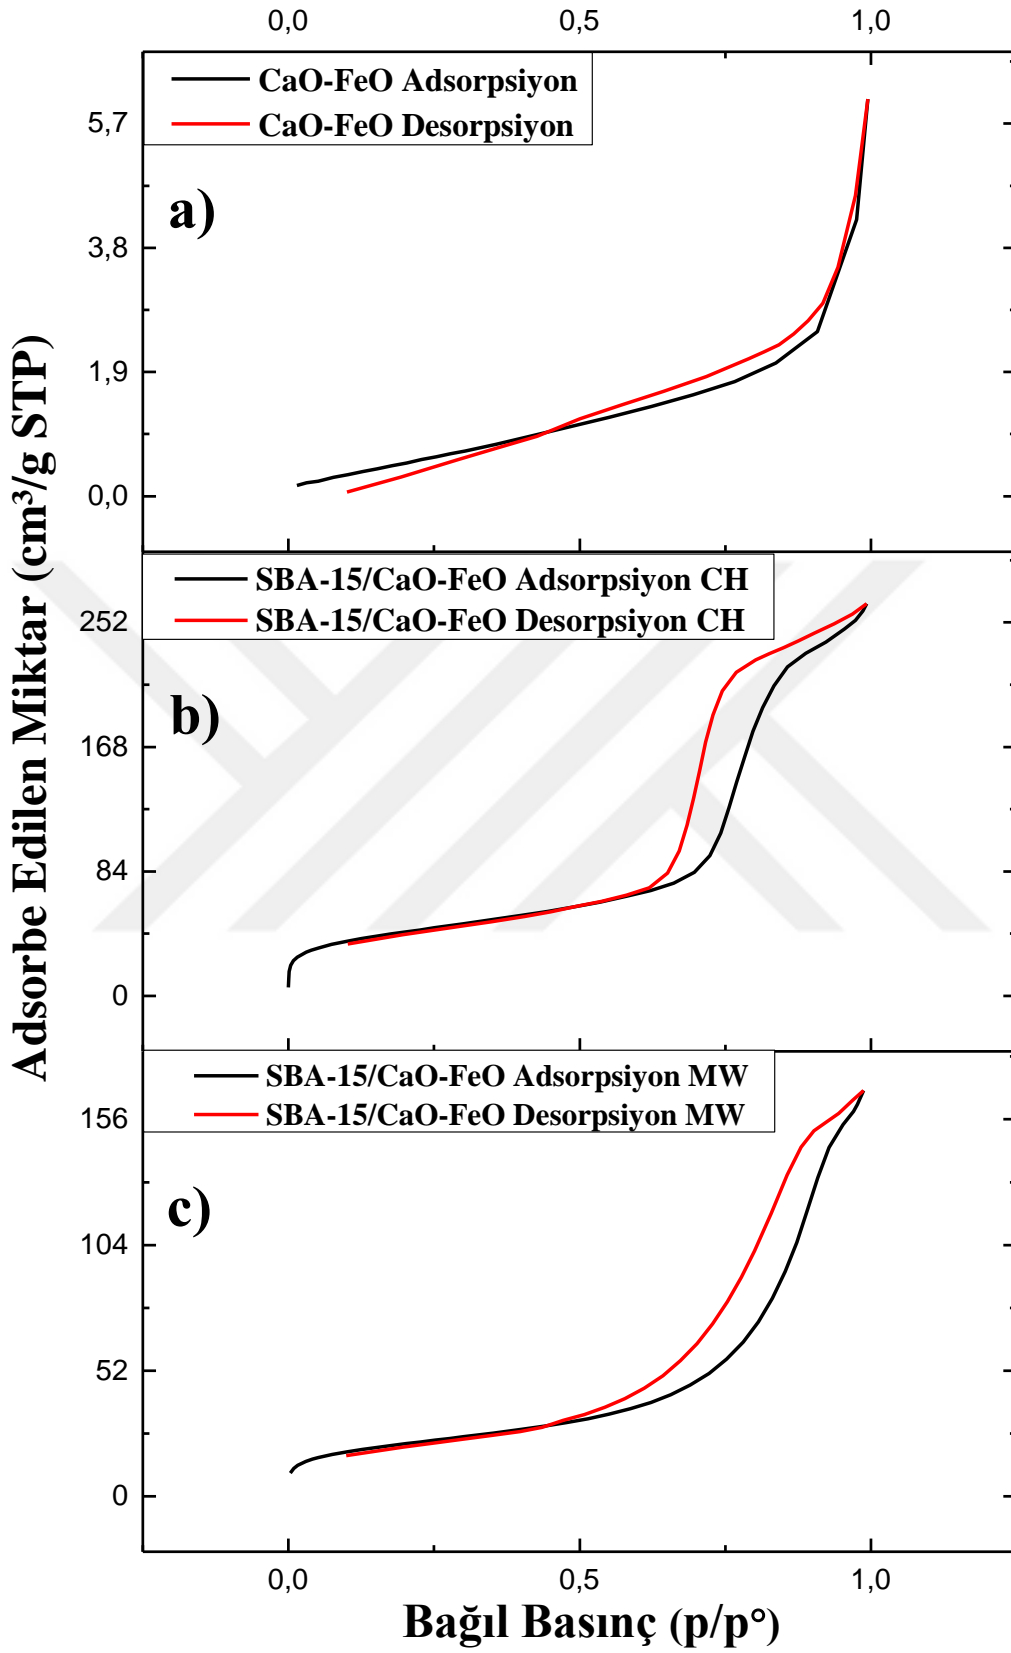 0,0 0,5 1,0
CaO-FeO Adsorpsiyon
CaO-FeO Desorpsiyon
a)
5,7
3,8
1,9
0,0
Adsorbe Edilen Miktar (cm³/g STP)
SBA-15/CaO-FeO Adsorpsiyon CH
SBA-15/CaO-FeO Desorpsiyon CH
b)
252
168
84
0
SBA-15/CaO-FeO Adsorpsiyon MW
SBA-15/CaO-FeO Desorpsiyon MW
c)
156
104
52
0
0,0 0,5 1,0
Bağıl Basınç (p/p°)